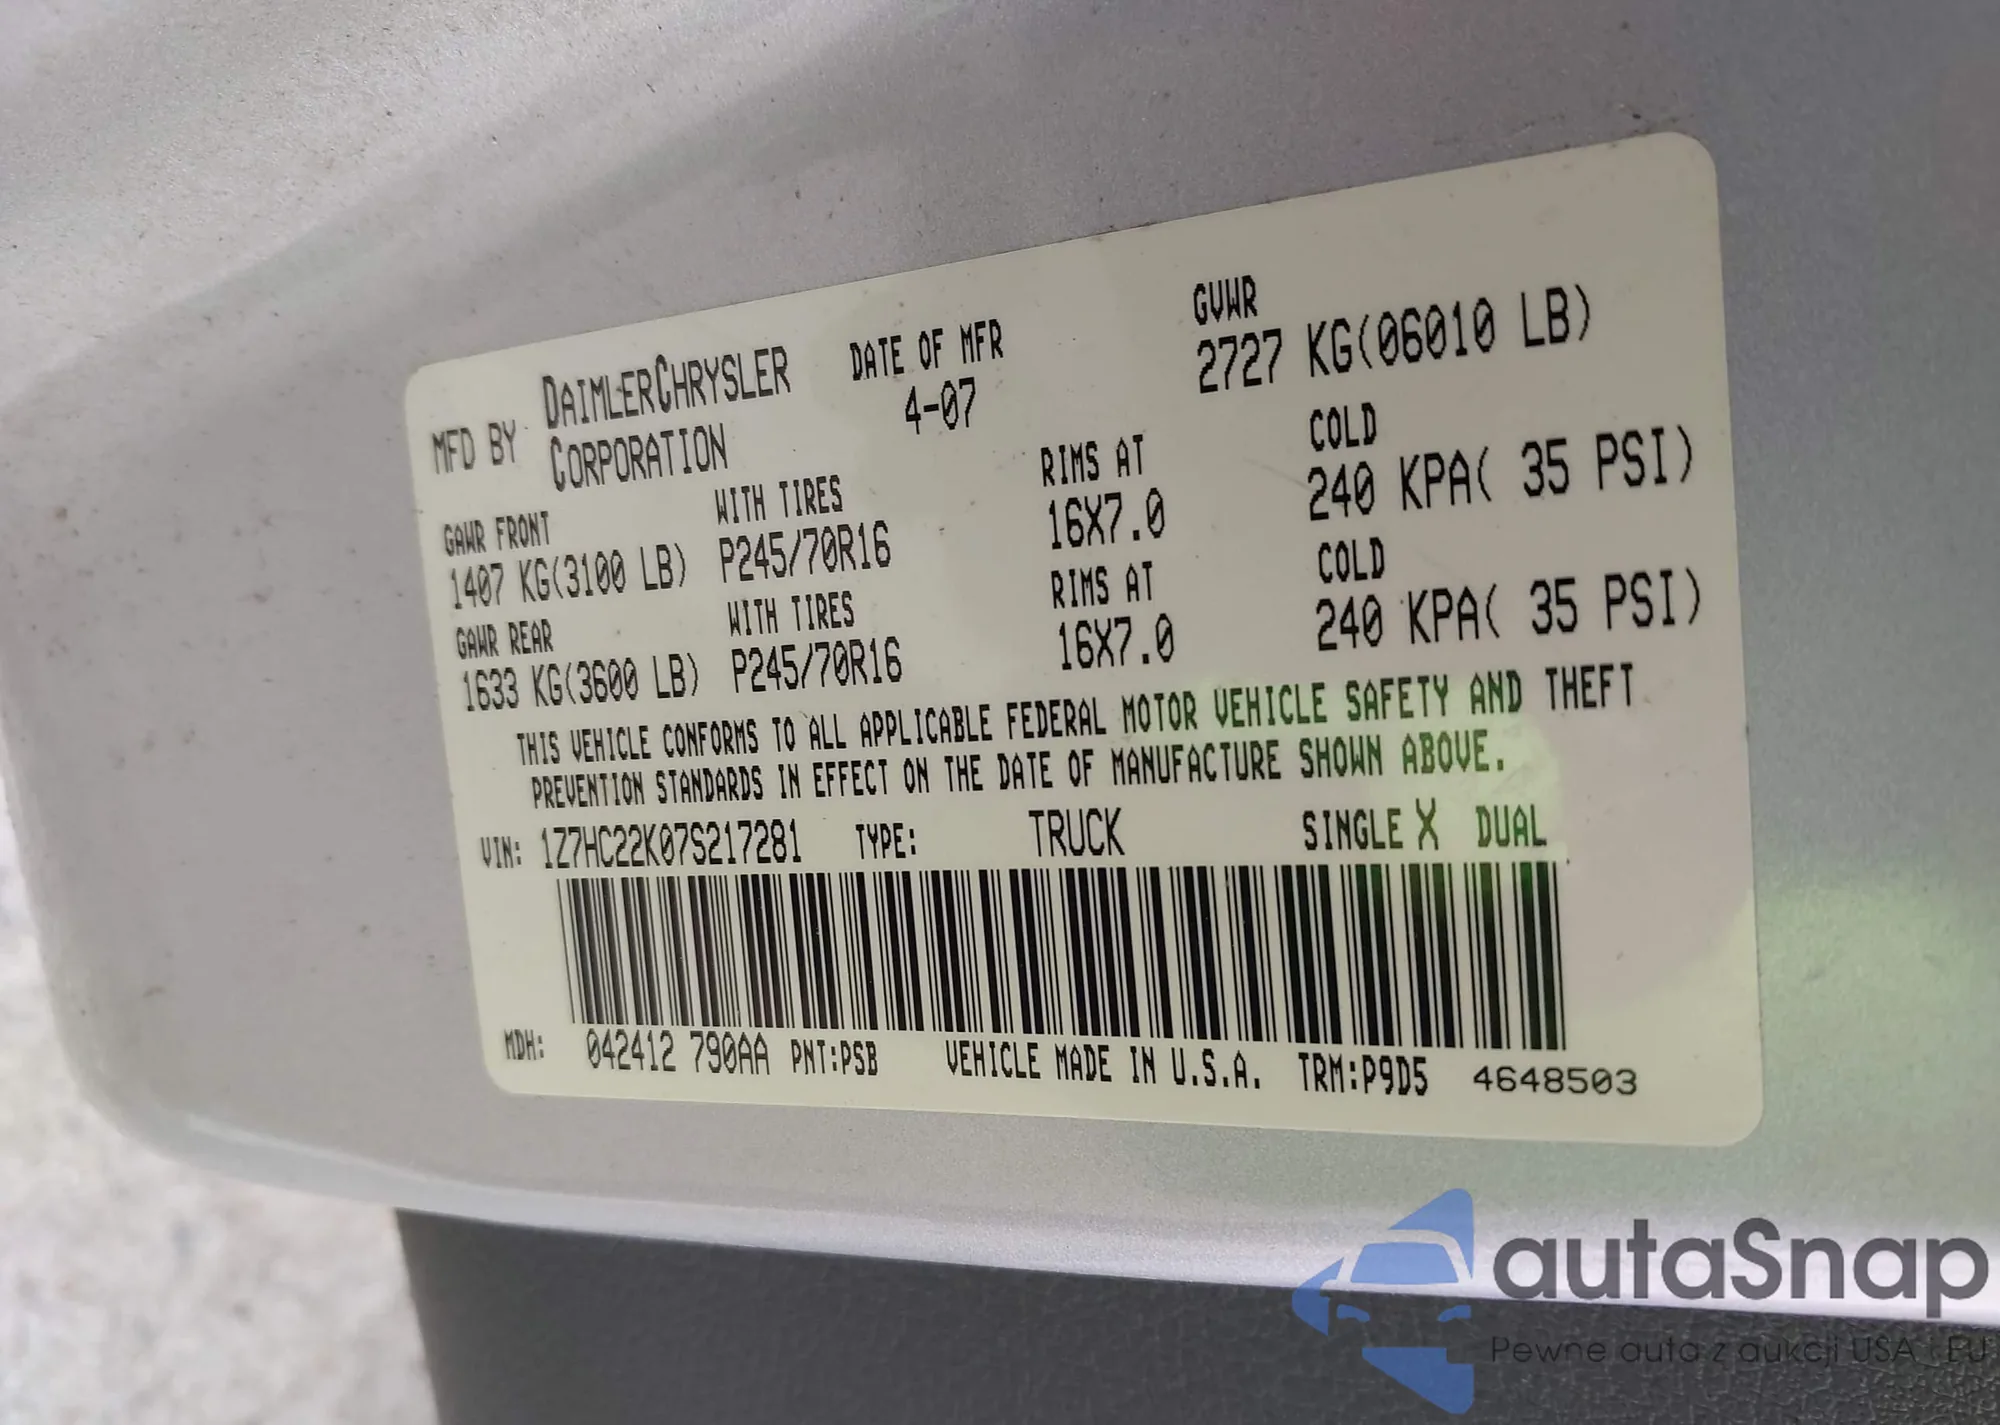 MFD BY DAIMLERCHRYSLER CORPORATION
DATE OF MFR
4-07
GVWR
2727 KG(06010 LB)
GAWR FRONT WITH TIRES RIMS AT COLD
1407 KG(3100 LB) P245/70R16 16X7.0 240 KPA( 35 PSI)
GAWR REAR WITH TIRES RIMS AT COLD
1633 KG(3600 LB) P245/70R16 16X7.0 240 KPA( 35 PSI)
THIS VEHICLE CONFORMS TO ALL APPLICABLE FEDERAL MOTOR VEHICLE SAFETY AND THEFT
PREVENTION STANDARDS IN EFFECT ON THE DATE OF MANUFACTURE SHOWN ABOVE.
VIN: 1Z7HC22K07S217281 TYPE: TRUCK SINGLE X DUAL
MDH: 042412 790AA PNT:PSB VEHICLE MADE IN U.S.A. TRM:P9D5 4648503
autaSnap
Pewne auta z aukcji USA i EU